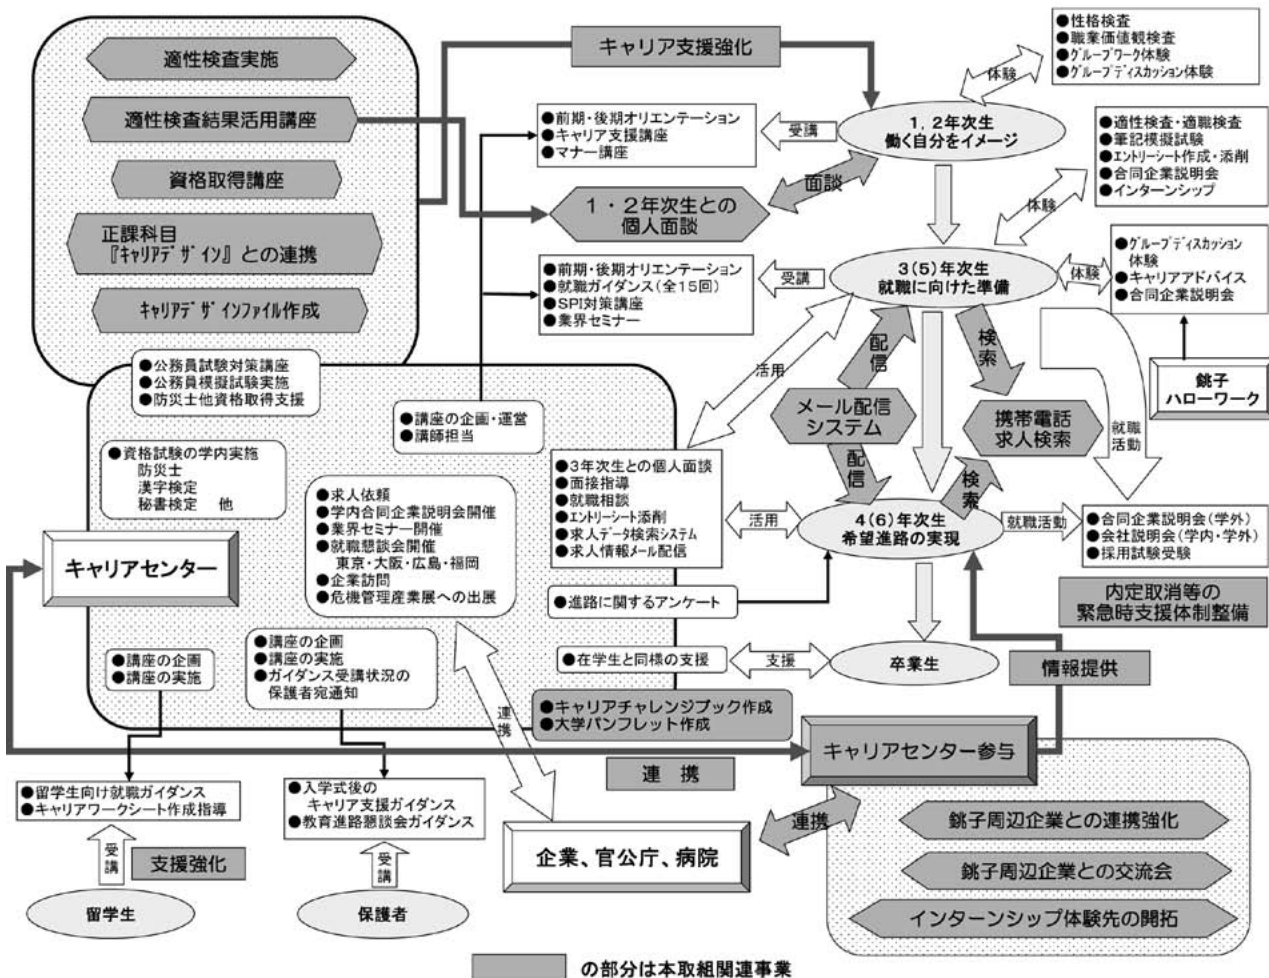 適性検査実施
適性検査結果活用講座
資格取得講座
正課科目
『キャリアデザイン』との連携
キャリアデザインファイル作成
キャリア支援強化
●性格検査
●職業価値観検査
●グループワーク体験
●グループディスカッション体験
体験
1，2年次生
働く自分をイメージ
受講
●前期・後期オリエンテーション
●キャリア支援講座
●マナー講座
面談
1・2年次生との
個人面談
●適性検査・適職検査
●筆記模擬試験
●エントリーシート作成・添削
●合同企業説明会
●インターンシップ
体験
●前期・後期オリエンテーション
●就職ガイダンス(全15回)
●SPI対策講座
●業界セミナー
受講
3(5)年次生
就職に向けた準備
体験
●グループディスカッション
体験
●キャリアアドバイス
●合同企業説明会
銚子
ハローワーク
●公務員試験対策講座
●公務員模擬試験実施
●防災士他資格取得支援
●講座の企画・運営
●講師担当
活用
配信
検索
メール配信
システム
携帯電話
求人検索
就職
活動
配信
検索
●資格試験の学内実施
防災士
漢字検定
秘書検定　他
●求人依頼
●学内合同企業説明会開催
●業界セミナー開催
●就職懇談会開催
東京・大阪・広島・福岡
●企業訪問
●危機管理産業展への出展
●3年次生との個人面談
●面接指導
●就職相談
●エントリーシート添削
●求人データ検索システム
●求人情報メール配信
活用
4(6)年次生
希望進路の実現
就職活動
●合同企業説明会(学外)
●会社説明会(学内・学外)
●採用試験受験
キャリアセンター
●進路に関するアンケート
内定取消等の
緊急時支援体制整備
●講座の企画
●講座の実施
●講座の企画
●講座の実施
●ガイダンス受講状況の
保護者宛通知
●在学生と同様の支援
支援
卒業生
情報提供
●キャリアチャレンジブック作成
●大学パンフレット作成
連携
キャリアセンター参与
連　携
●留学生向け就職ガイダンス
●キャリアワークシート作成指導
●入学式後の
キャリア支援ガイダンス
●教育進路懇談会ガイダンス
受講
支援強化
受講
留学生
保護者
企業、官公庁、病院
連携
銚子周辺企業との連携強化
銚子周辺企業との交流会
インターンシップ体験先の開拓
の部分は本取組関連事業